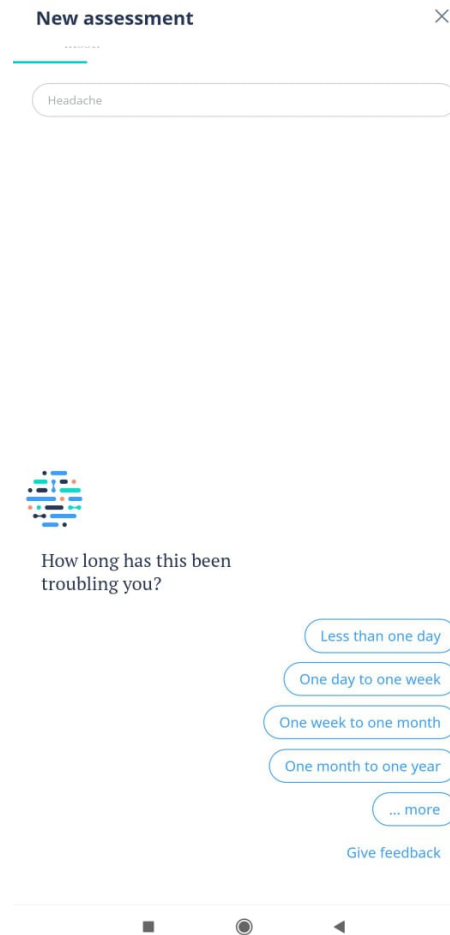 New assessment
Headache
How long has this been
troubling you?
Less than one day
One day to one week
One week to one month
One month to one year
... more
Give feedback